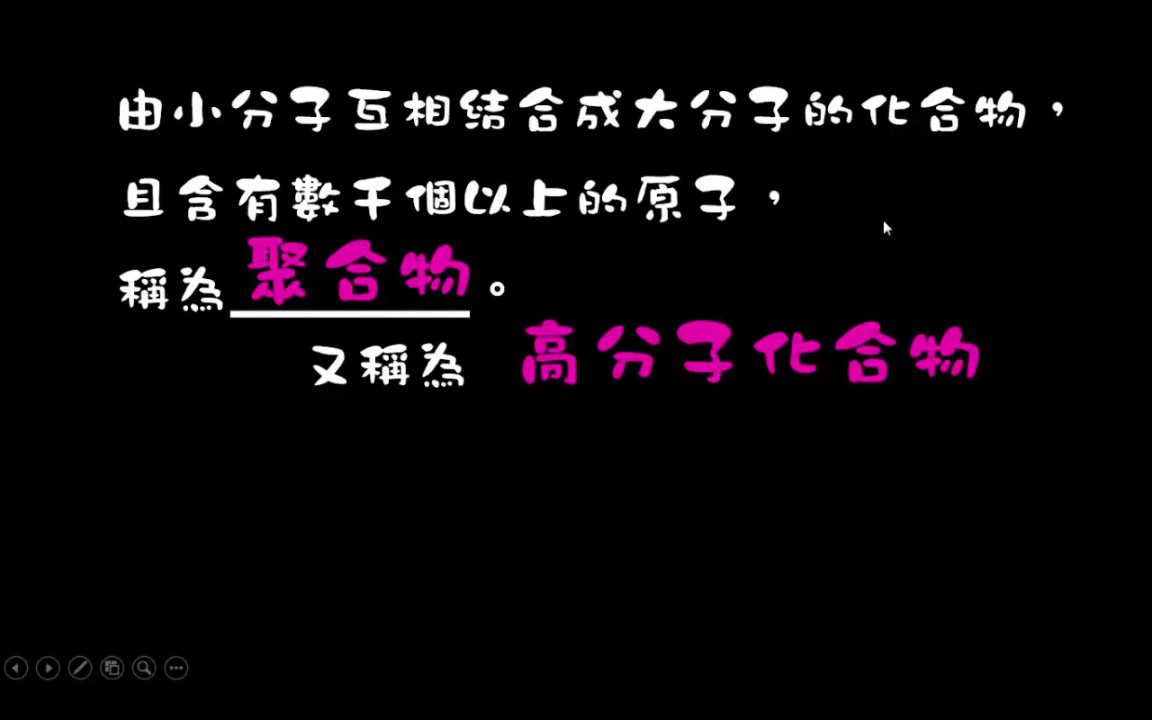 由小分子互相結合成大分子的化合物，
且含有數千個以上的原子，
稱為聚合物。
又稱為 高分子化合物